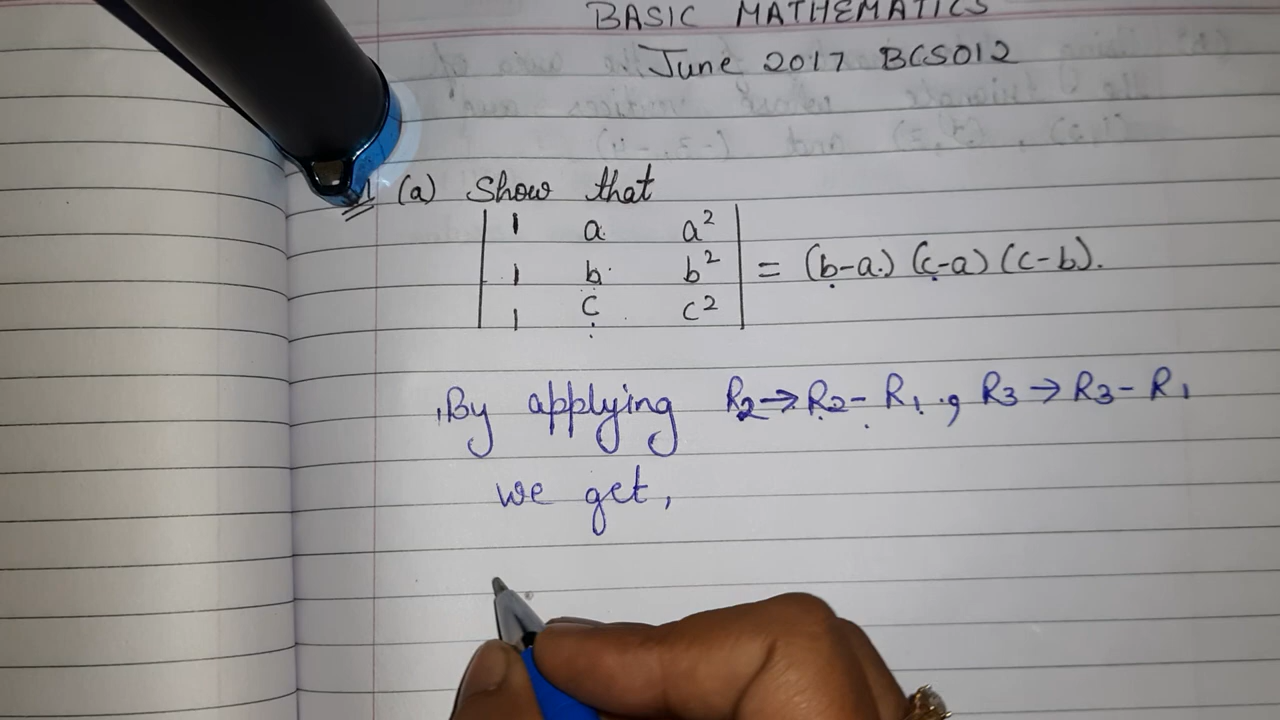 BASIC MATHEMATICS
June 2017 BCS012
1 (a) Show that
| 1 a a² |
| 1 b b² | = (b-a) (c-a) (c-b).
| 1 c c² |
By applying R2→R2-R1, R3→R3-R1
we get,